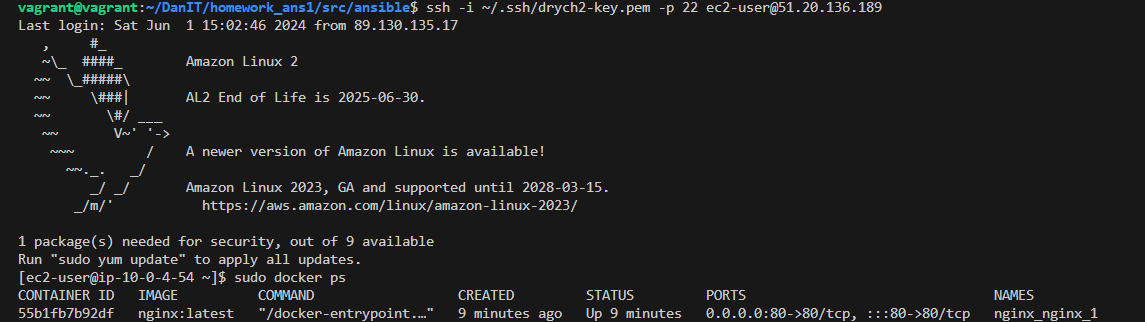 vagrant@vagrant:~/DanIT/homework_ans1/src/ansible$ ssh -i ~/.ssh/drych2-key.pem -p 22 ec2-user@51.20.136.189
Last login: Sat Jun  1 15:02:46 2024 from 89.130.135.17
   ,     #_
   ~\_  ####_        Amazon Linux 2
  ~~  \_#####\
  ~~     \###|       AL2 End of Life is 2025-06-30.
  ~~       \#/ ___
   ~~       V~' '->
    ~~~         /    A newer version of Amazon Linux is available!
      ~~._.   _/
         _/ _/       Amazon Linux 2023, GA and supported until 2028-03-15.
       _/m/'           https://aws.amazon.com/linux/amazon-linux-2023/
1 package(s) needed for security, out of 9 available
Run "sudo yum update" to apply all updates.
[ec2-user@ip-10-0-4-54 ~]$ sudo docker ps
CONTAINER ID   IMAGE          COMMAND                  CREATED         STATUS         PORTS                               NAMES
55b1fb7b92df   nginx:latest   "/docker-entrypoint.…"   9 minutes ago   Up 9 minutes   0.0.0.0:80->80/tcp, :::80->80/tcp   nginx_nginx_1